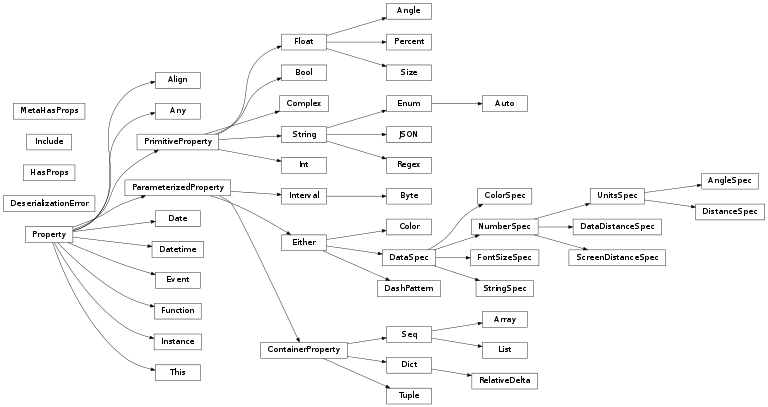 Angle
Float
Percent
Size
Align
Bool
MetaHasProps
Any
Complex
Enum
Auto
Include
PrimitiveProperty
String
JSON
HasProps
Int
Regex
DeserializationError
ParameterizedProperty
Interval
Byte
ColorSpec
UnitsSpec
AngleSpec
Property
Date
Color
NumberSpec
DataDistanceSpec
DistanceSpec
Datetime
Either
DataSpec
FontSizeSpec
ScreenDistanceSpec
Event
DashPattern
StringSpec
Function
Array
Instance
ContainerProperty
Seq
List
This
Dict
RelativeDelta
Tuple